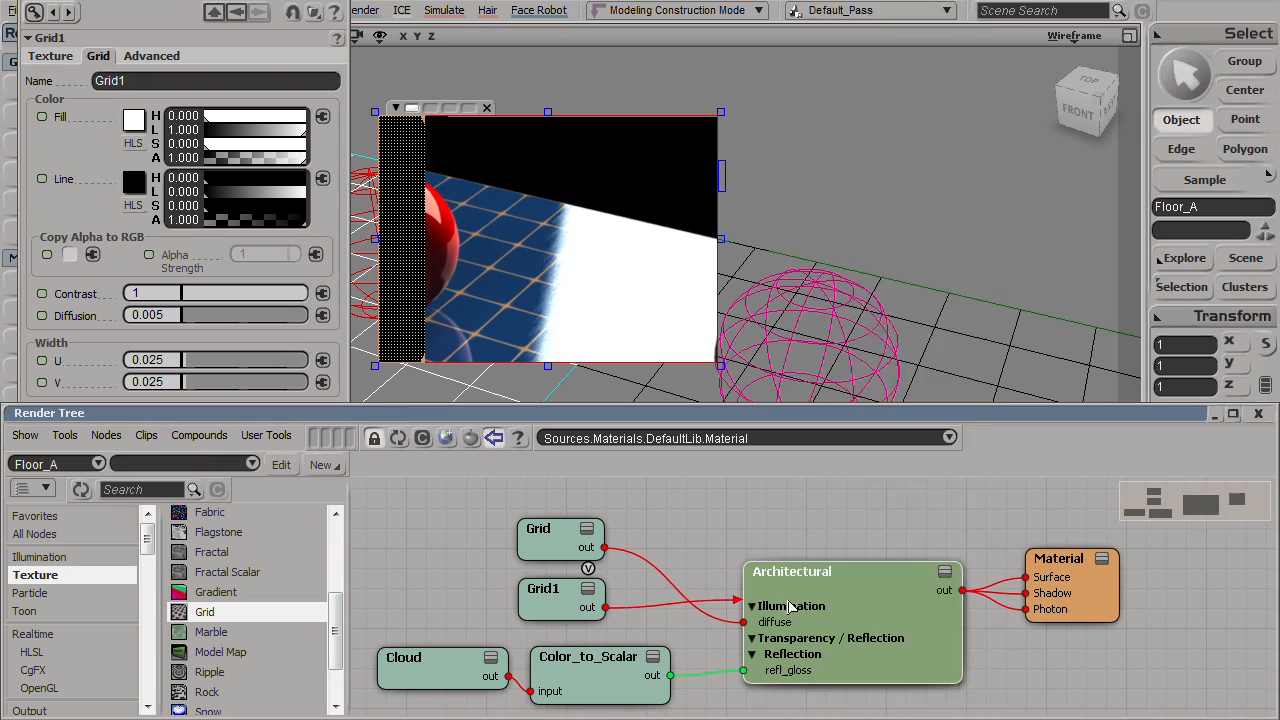 ender ICE Simulate Hair Face Robot Modeling Construction Mode Default_Pass Scene Search
Grid1
Texture Grid Advanced
Name Grid1
Color
Fill H 0.000
L 1.000
HLS S 0.000
A 1.000
Line H 0.000
L 0.000
HLS S 0.000
A 1.000
Copy Alpha to RGB
Alpha Strength 1
Contrast 1
Diffusion 0.005
Width
U 0.025
V 0.025
X Y Z
Wireframe
TOP
FRONT
Select
Group
Center
Object Point
Edge Polygon
Sample
Floor_A
Explore Scene
Selection Clusters
Transform
1 x S
1 y
1 z
Render Tree
Show Tools Nodes Clips Compounds User Tools
Sources.Materials.DefaultLib.Material
Floor_A Edit New
Search
Favorites
All Nodes
Illumination
Texture
Particle
Toon
Realtime
HLSL
CgFX
OpenGL
Fabric
Flagstone
Fractal
Fractal Scalar
Gradient
Grid
Marble
Model Map
Ripple
Rock
Snow
Grid
out
V
Grid1
out
Cloud
out
Color_to_Scalar
out
input
Architectural
out
Illumination
diffuse
Transparency / Reflection
Reflection
refl_gloss
Material
Surface
Shadow
Photon